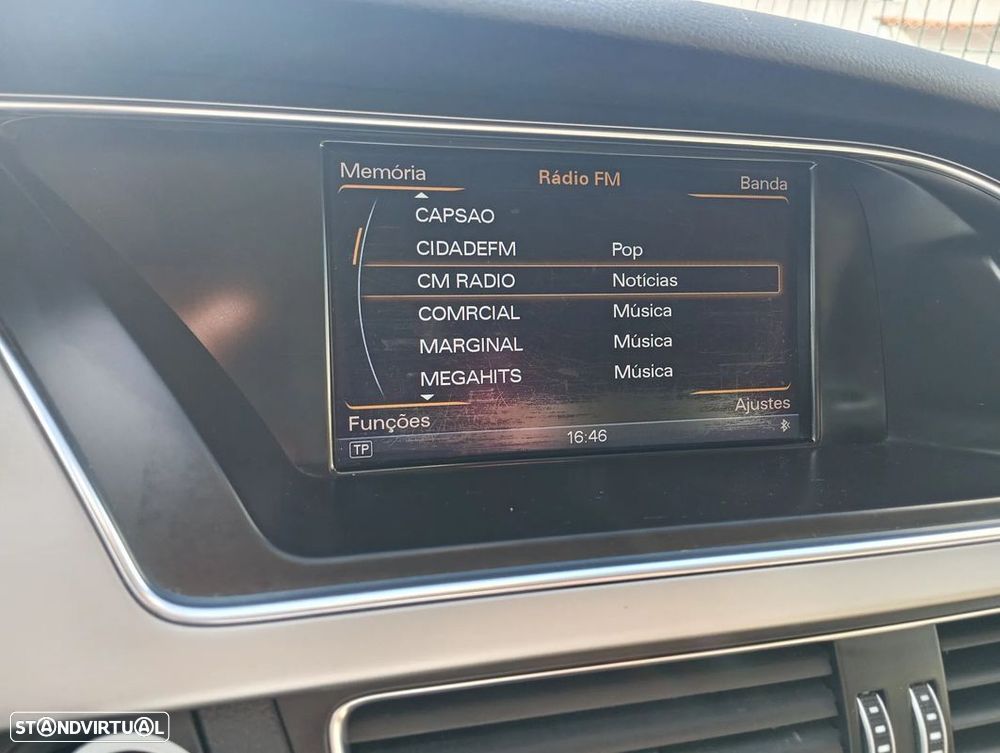 Memória Rádio FM Banda
CAPSAO
CIDADEFM Pop
CM RADIO Notícias
COMRCIAL Música
MARGINAL Música
MEGAHITS Música
Funções Ajustes
TP 16:46
STANDVIRTUAL